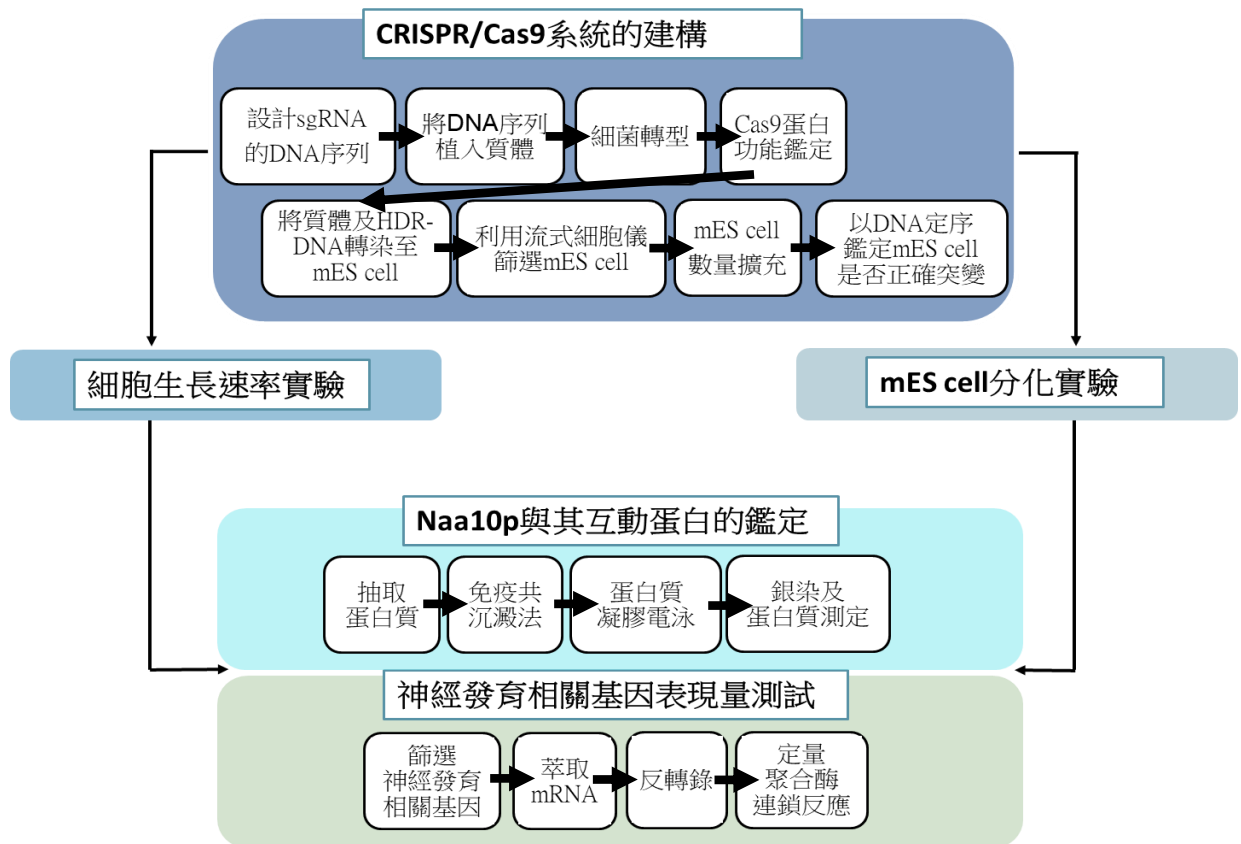 CRISPR/Cas9系統的建構
設計sgRNA
的DNA序列
將DNA序列
植入質體
細菌轉型
Cas9蛋白
功能鑑定
將質體及HDR-
DNA轉染至
mES cell
利用流式細胞儀
篩選mES cell
mES cell
數量擴充
以DNA定序
鑑定mES cell
是否正確突變
細胞生長速率實驗
mES cell分化實驗
Naa10p與其互動蛋白的鑑定
抽取
蛋白質
免疫共
沉澱法
蛋白質
凝膠電泳
銀染及
蛋白質測定
神經發育相關基因表現量測試
篩選
神經發育
相關基因
萃取
mRNA
反轉錄
定量
聚合酶
連鎖反應